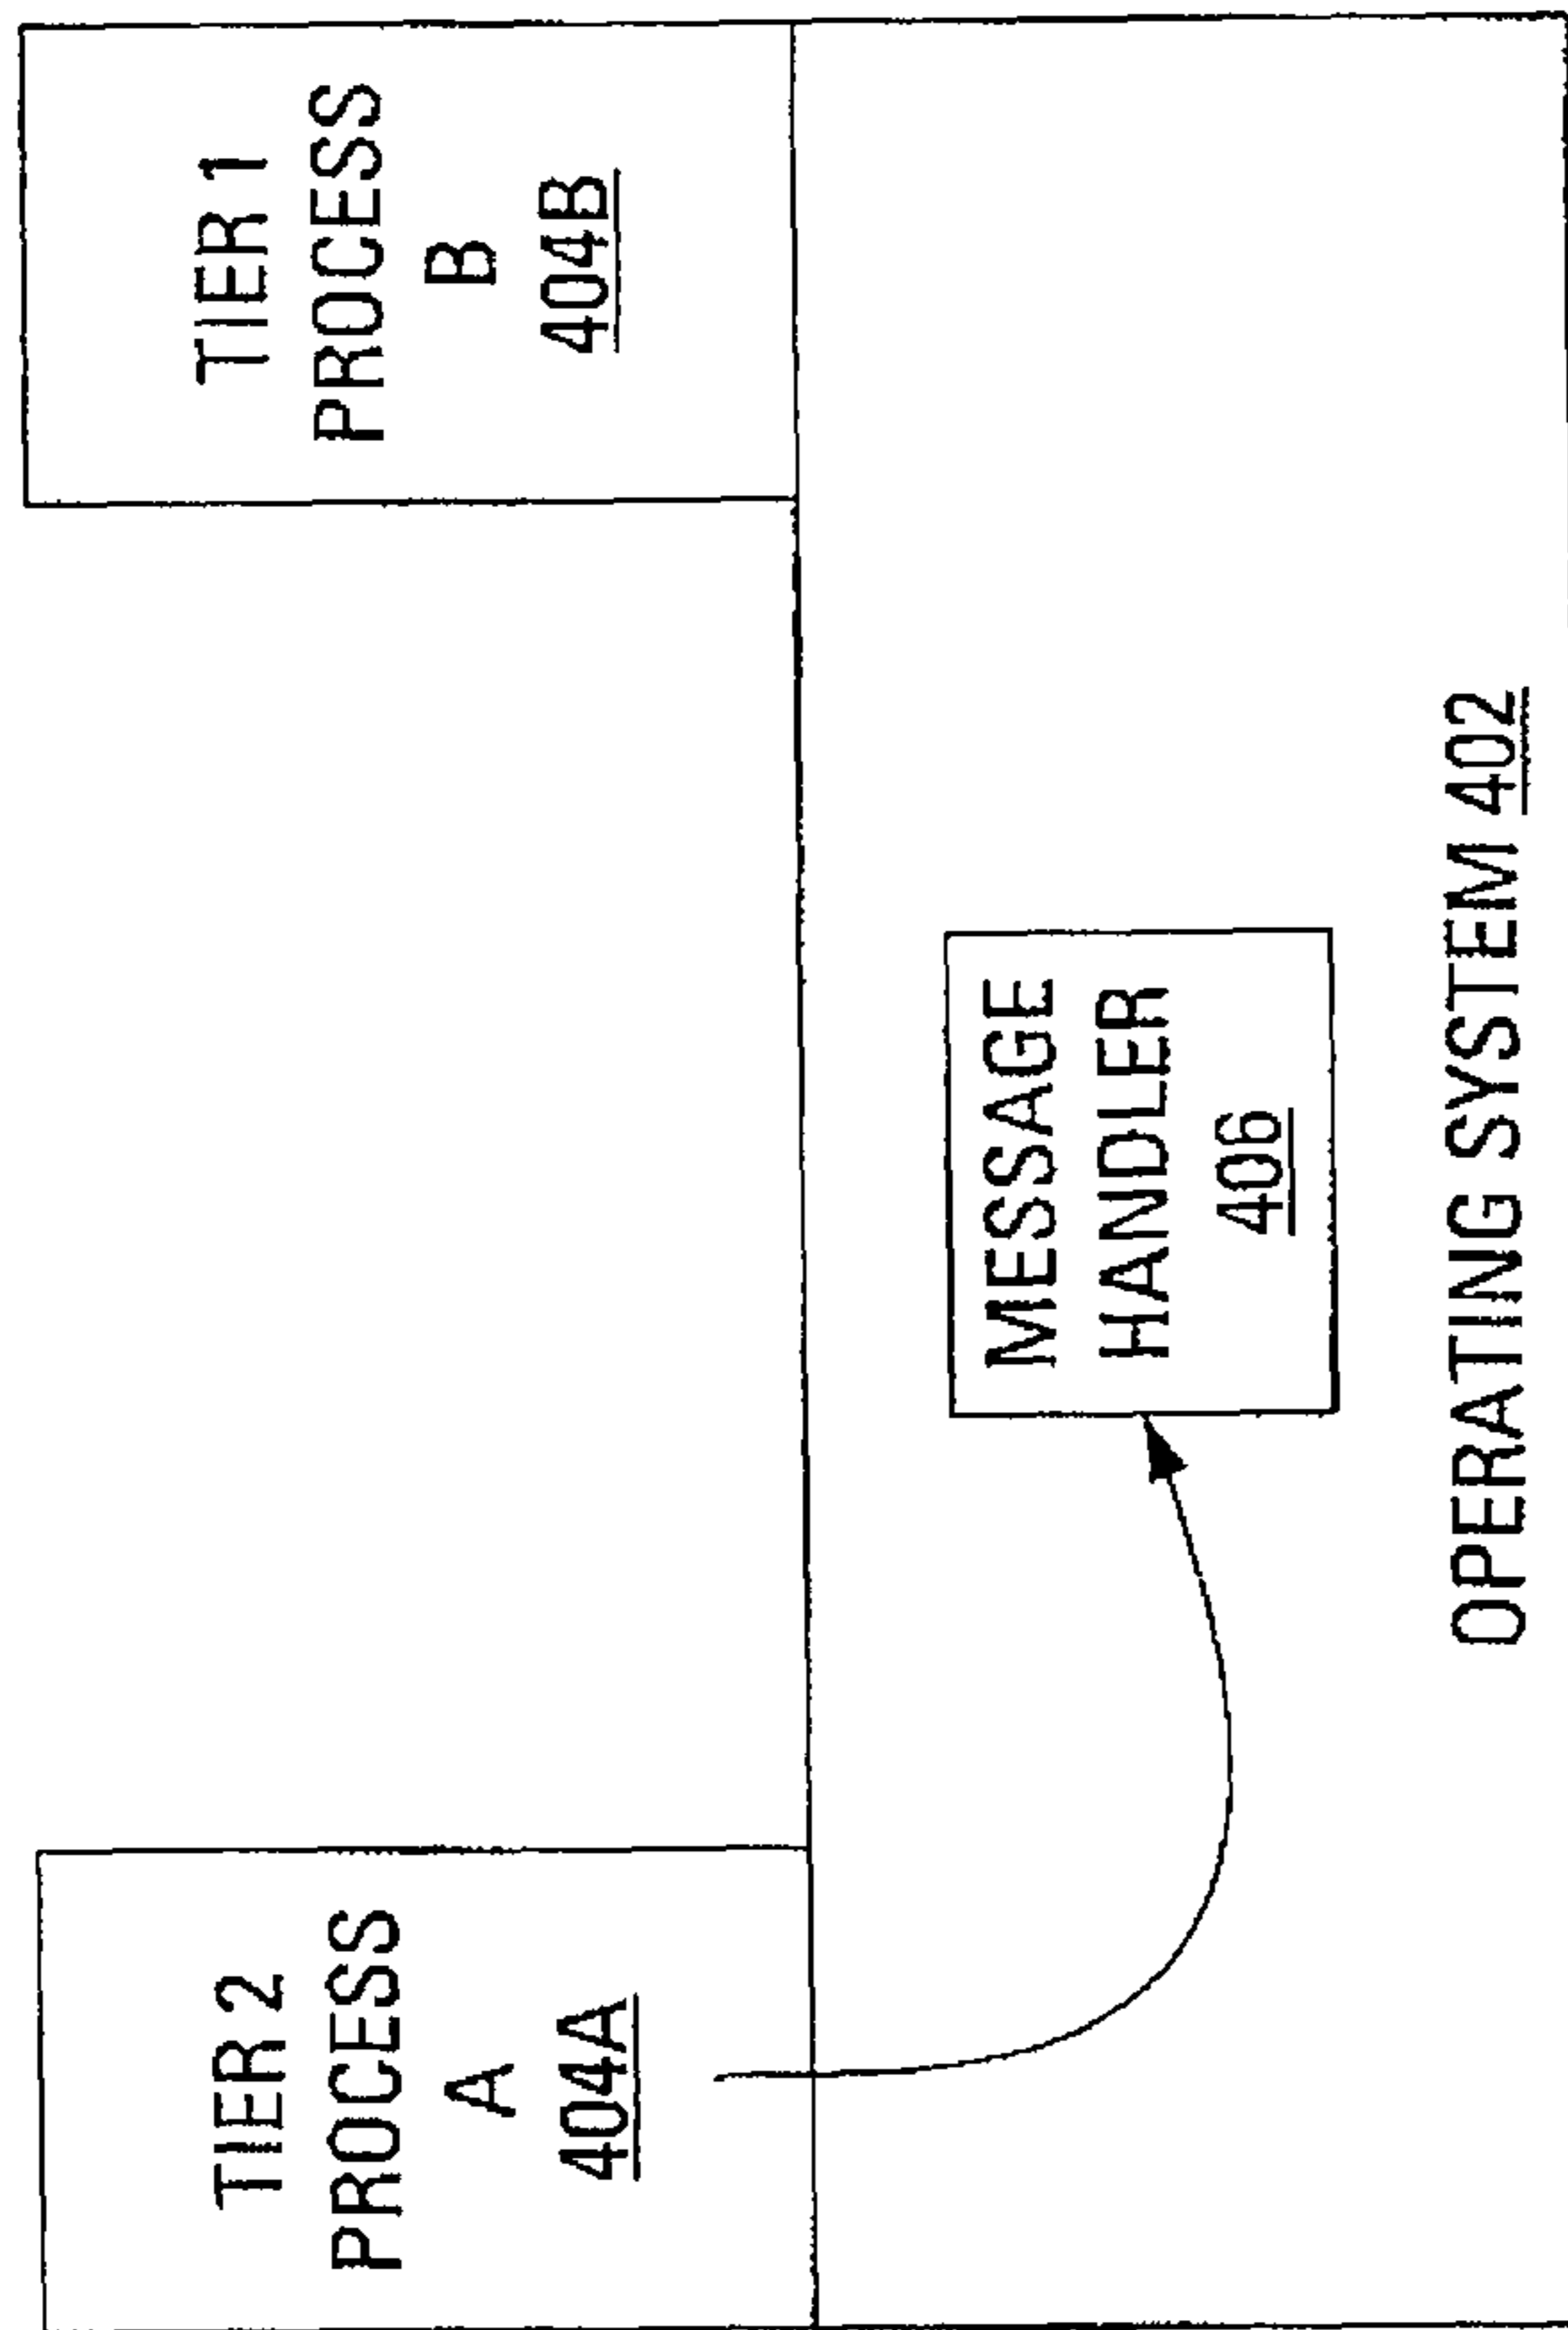 TIER 2
PROCESS
A
404A
TIER 1
PROCESS
B
404B
MESSAGE
HANDLER
406
OPERATING SYSTEM 402